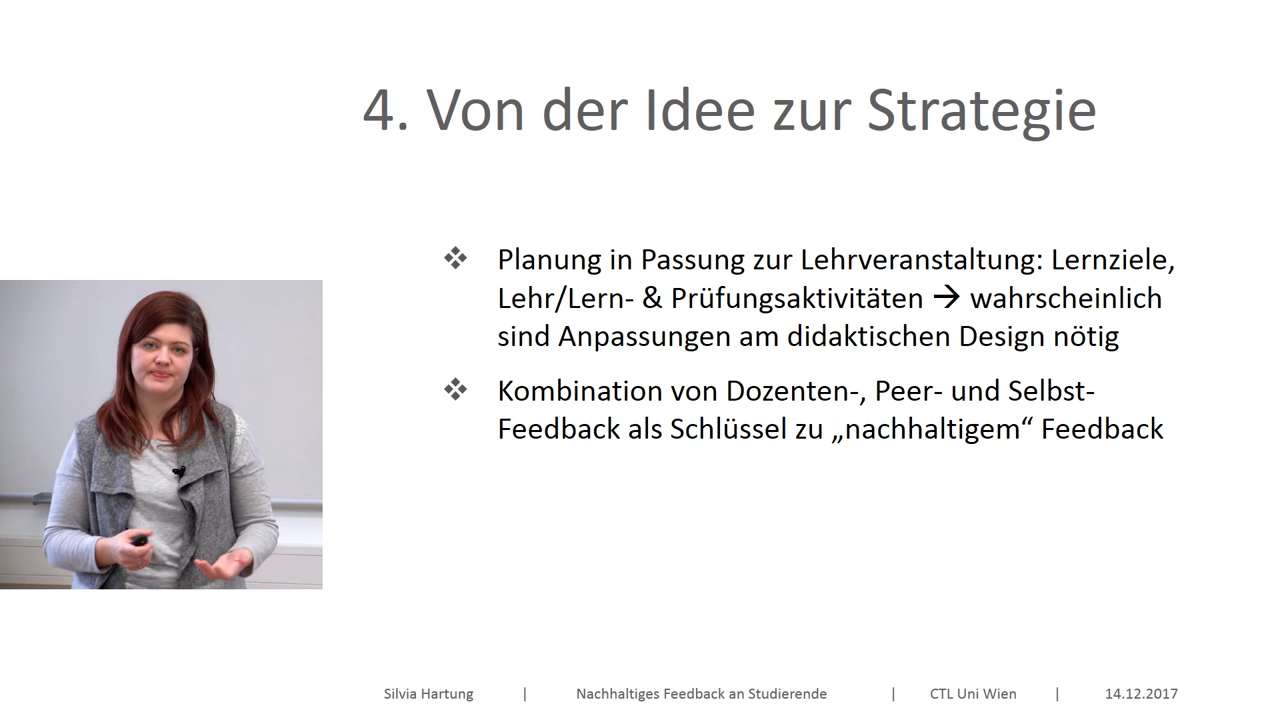 4. Von der Idee zur Strategie
❖ Planung in Passung zur Lehrveranstaltung: Lernziele,
Lehr/Lern- & Prüfungsaktivitäten → wahrscheinlich
sind Anpassungen am didaktischen Design nötig
❖ Kombination von Dozenten-, Peer- und Selbst-
Feedback als Schlüssel zu „nachhaltigem“ Feedback
Silvia Hartung | Nachhaltiges Feedback an Studierende | CTL Uni Wien | 14.12.2017